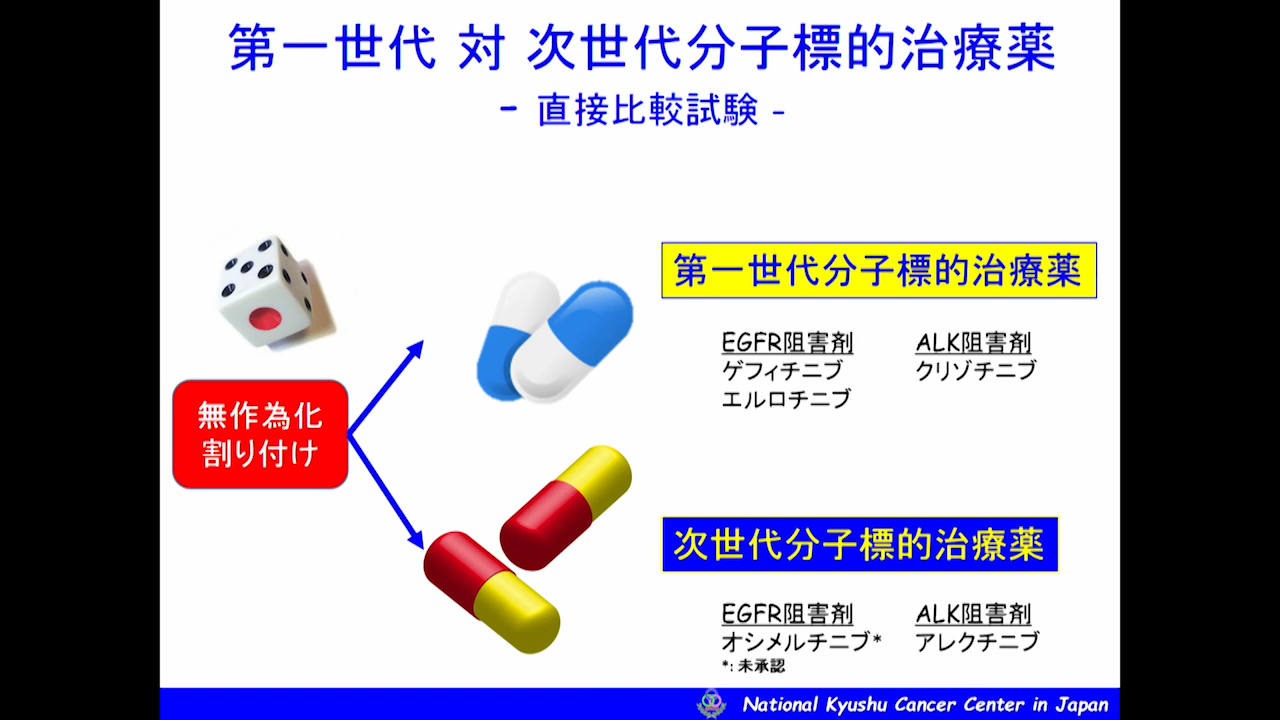 第一世代 対 次世代分子標的治療薬
- 直接比較試験 -
無作為化
割り付け
第一世代分子標的治療薬
EGFR阻害剤 ALK阻害剤
ゲフィチニブ クリゾチニブ
エルロチニブ
次世代分子標的治療薬
EGFR阻害剤 ALK阻害剤
オシメルチニブ* アレクチニブ
*: 未承認
National Kyushu Cancer Center in Japan